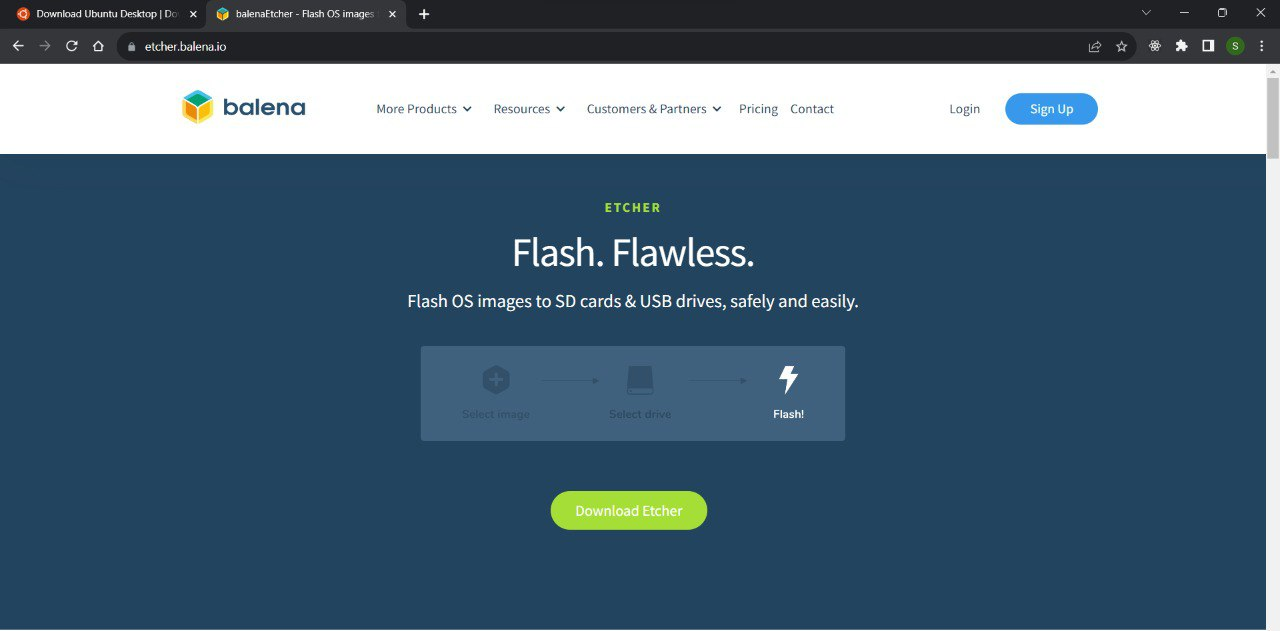 Download Ubuntu Desktop | Do
balenaEtcher - Flash OS images
etcher.balena.io
S
balena
More Products
Resources
Customers & Partners
Pricing
Contact
Login
Sign Up
ETCHER
Flash. Flawless.
Flash OS images to SD cards & USB drives, safely and easily.
Select image
Select drive
Flash!
Download Etcher